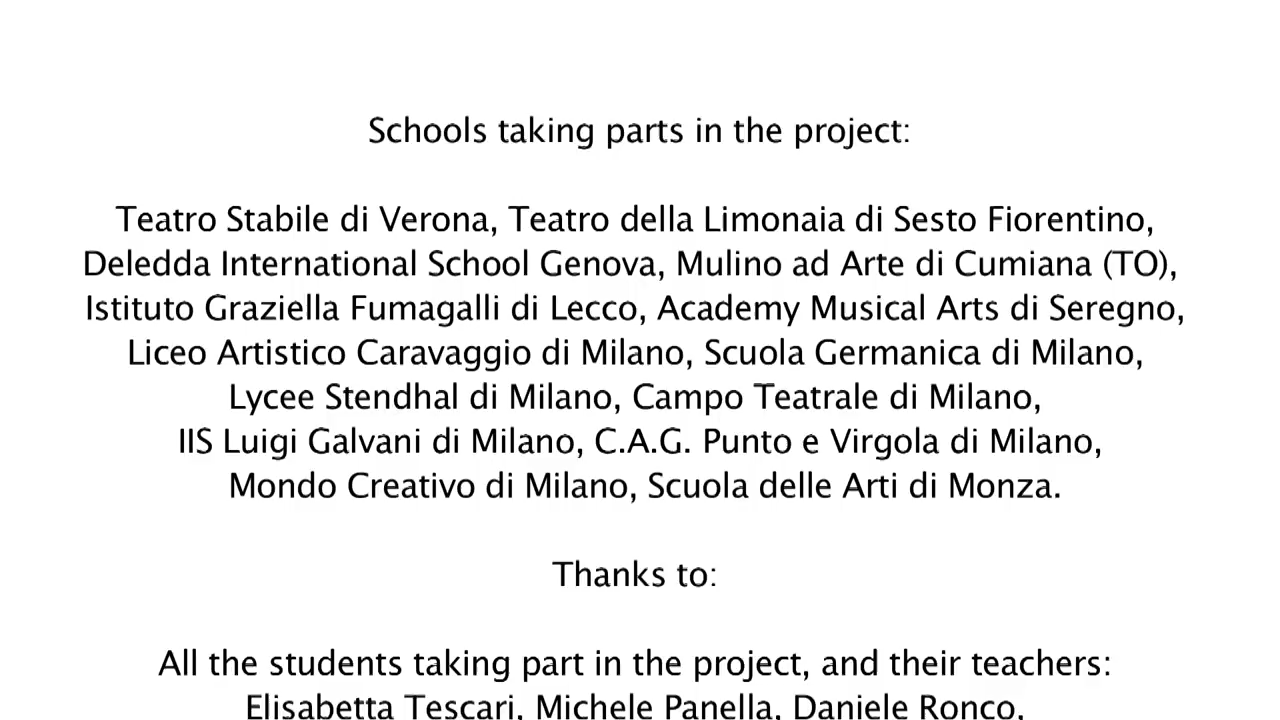 Schools taking parts in the project:
Teatro Stabile di Verona, Teatro della Limonaia di Sesto Fiorentino,
Deledda International School Genova, Mulino ad Arte di Cumiana (TO),
Istituto Graziella Fumagalli di Lecco, Academy Musical Arts di Seregno,
Liceo Artistico Caravaggio di Milano, Scuola Germanica di Milano,
Lycee Stendhal di Milano, Campo Teatrale di Milano,
IIS Luigi Galvani di Milano, C.A.G. Punto e Virgola di Milano,
Mondo Creativo di Milano, Scuola delle Arti di Monza.
Thanks to:
All the students taking part in the project, and their teachers:
Elisabetta Tescari, Michele Panella, Daniele Ronco,